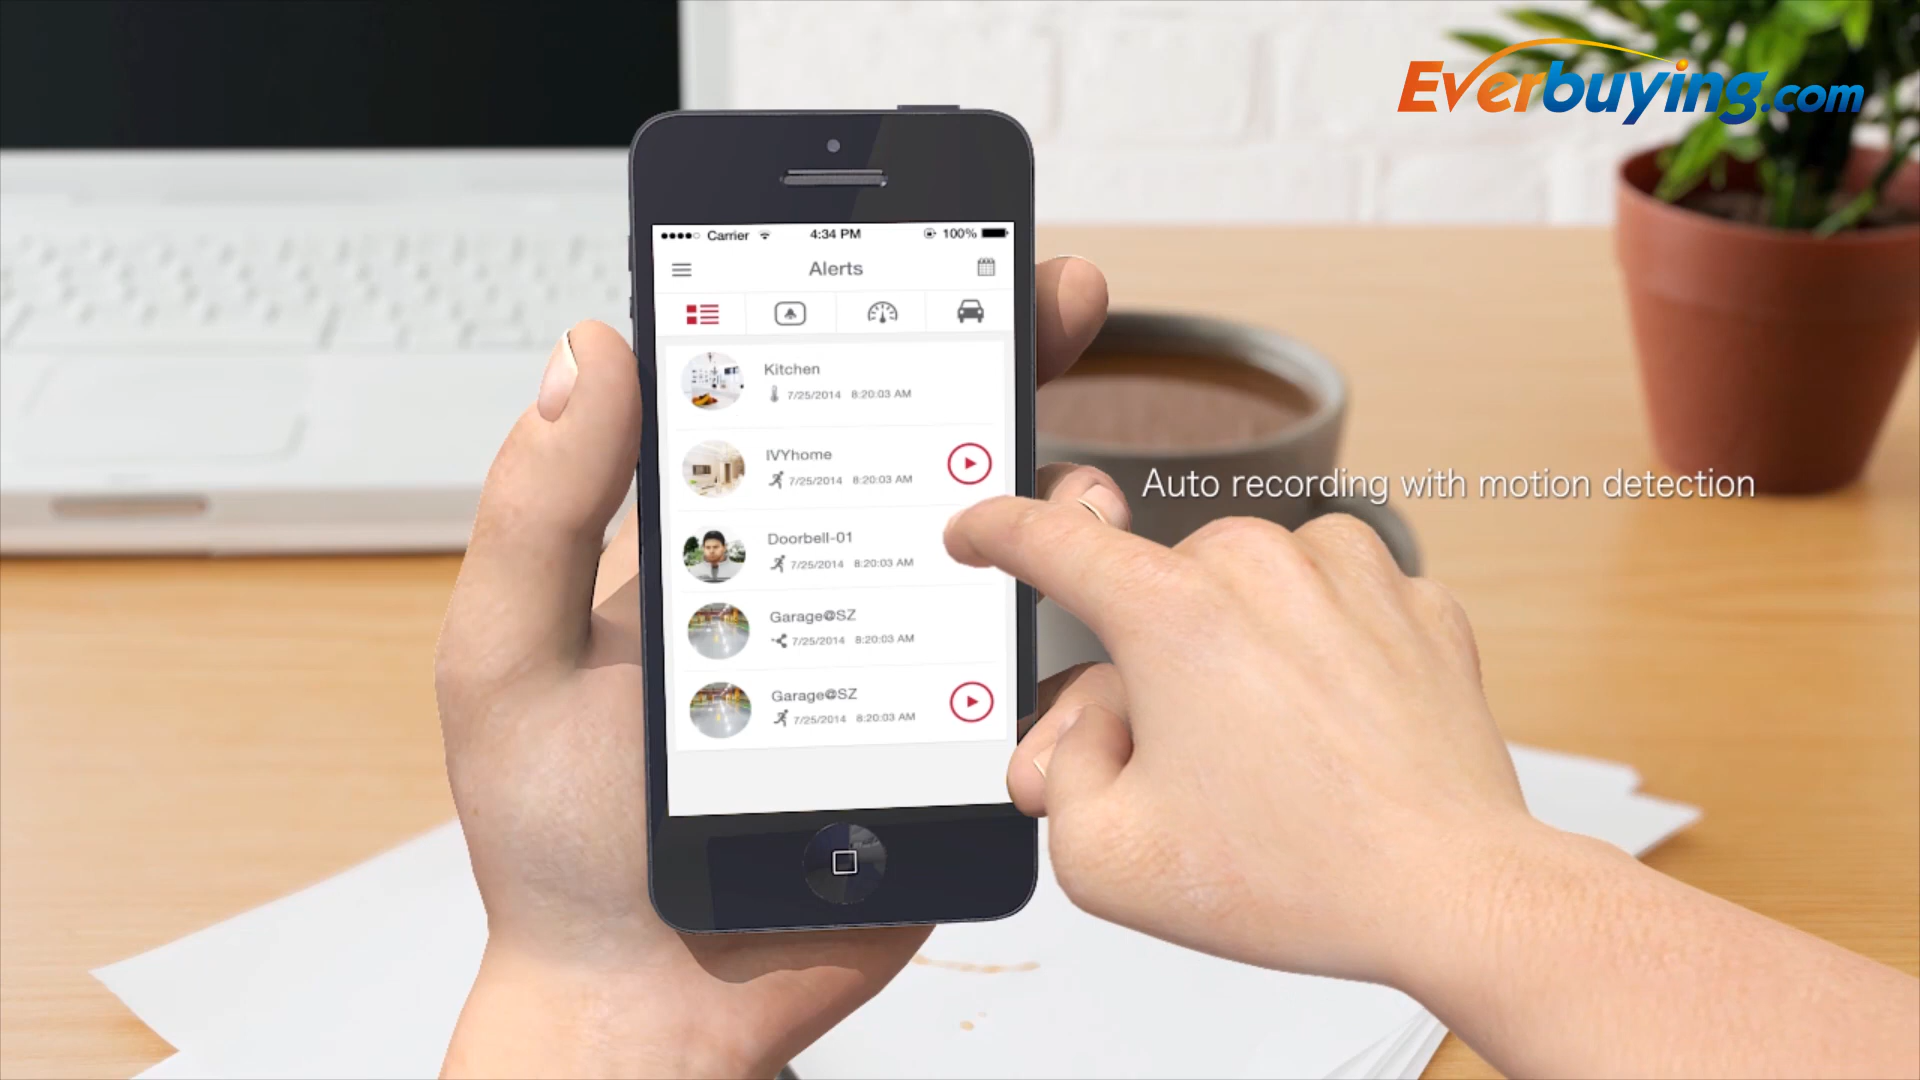 Everbuying.com
Carrier 4:34 PM 100%
Alerts
Kitchen
7/25/2014 8:20:03 AM
IVYhome
7/25/2014 8:20:03 AM
Auto recording with motion detection
Doorbell-01
7/25/2014 8:20:03 AM
Garage@SZ
7/25/2014 8:20:03 AM
Garage@SZ
7/25/2014 8:20:03 AM